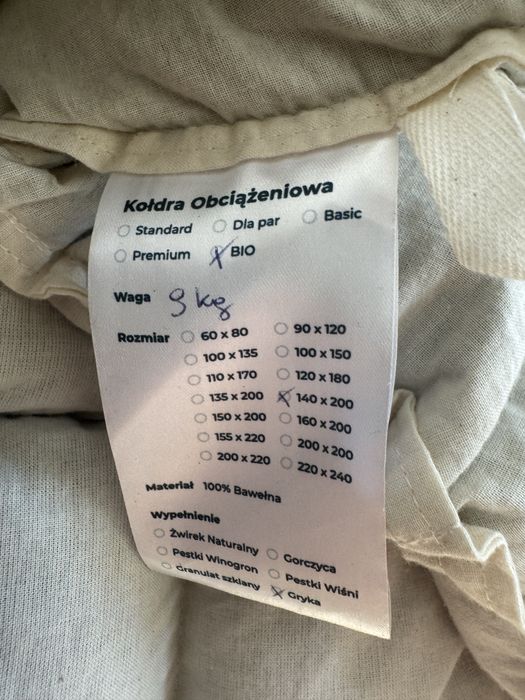 Kołdra Obciążeniowa
Standard Dla par Basic
Premium BIO
Waga 9 kg
Rozmiar 60 x 80 90 x 120
100 x 135 100 x 150
110 x 170 120 x 180
135 x 200 140 x 200
150 x 200 160 x 200
155 x 220 200 x 200
200 x 220 220 x 240
Materiał 100% Bawełna
Wypełnienie
Żwirek Naturalny Gorczyca
Pestki Winogron Pestki Wiśni
Granulat szklany Gryka